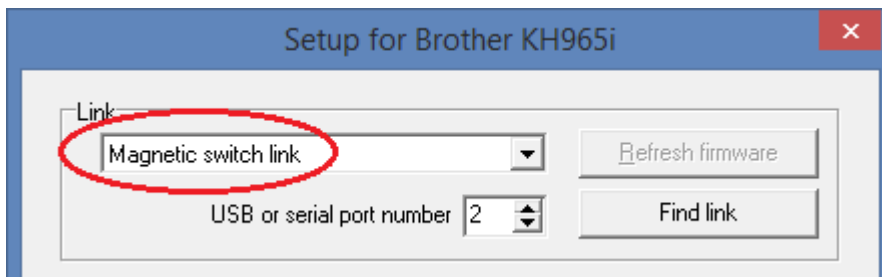 Setup for Brother KH965i
Link
Magnetic switch link
Refresh firmware
USB or serial port number 2
Find link